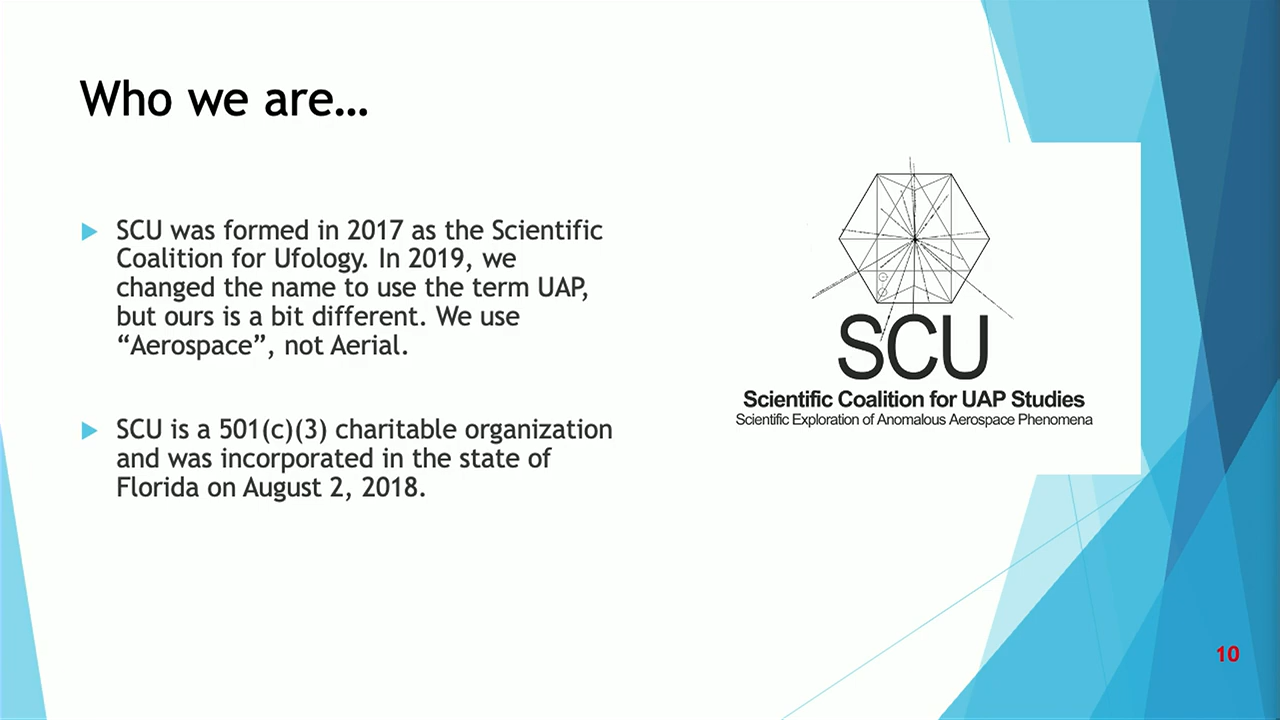 Who we are…
SCU was formed in 2017 as the Scientific
Coalition for Ufology. In 2019, we
changed the name to use the term UAP,
but ours is a bit different. We use
“Aerospace”, not Aerial.
SCU is a 501(c)(3) charitable organization
and was incorporated in the state of
Florida on August 2, 2018.
SCU
Scientific Coalition for UAP Studies
Scientific Exploration of Anomalous Aerospace Phenomena
10